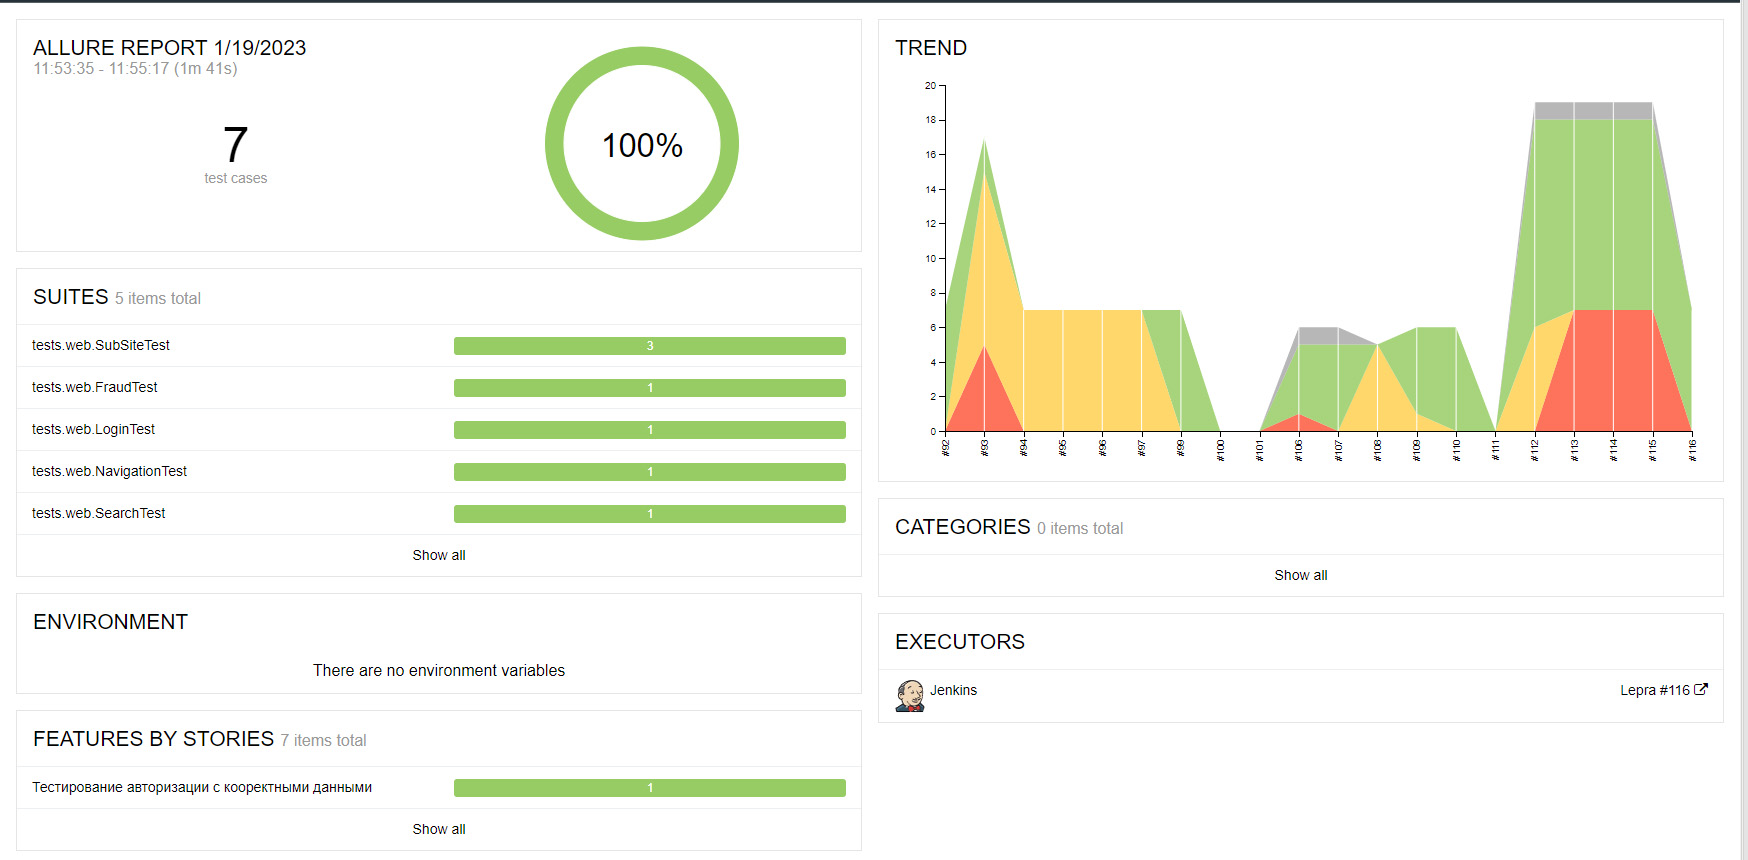 ALLURE REPORT 1/19/2023
11:53:35 - 11:55:17 (1m 41s)
7
test cases
100%
SUITES 5 items total
tests.web.SubSiteTest 3
tests.web.FraudTest 1
tests.web.LoginTest 1
tests.web.NavigationTest 1
tests.web.SearchTest 1
Show all
ENVIRONMENT
There are no environment variables
FEATURES BY STORIES 7 items total
Тестирование авторизации с кооректными данными 1
Show all
TREND
20
18
16
14
12
10
8
6
4
2
0
#92 #93 #94 #95 #96 #97 #99 #100 #101 #106 #107 #108 #109 #110 #111 #112 #113 #114 #115 #116
CATEGORIES 0 items total
Show all
EXECUTORS
Jenkins Lepra #116